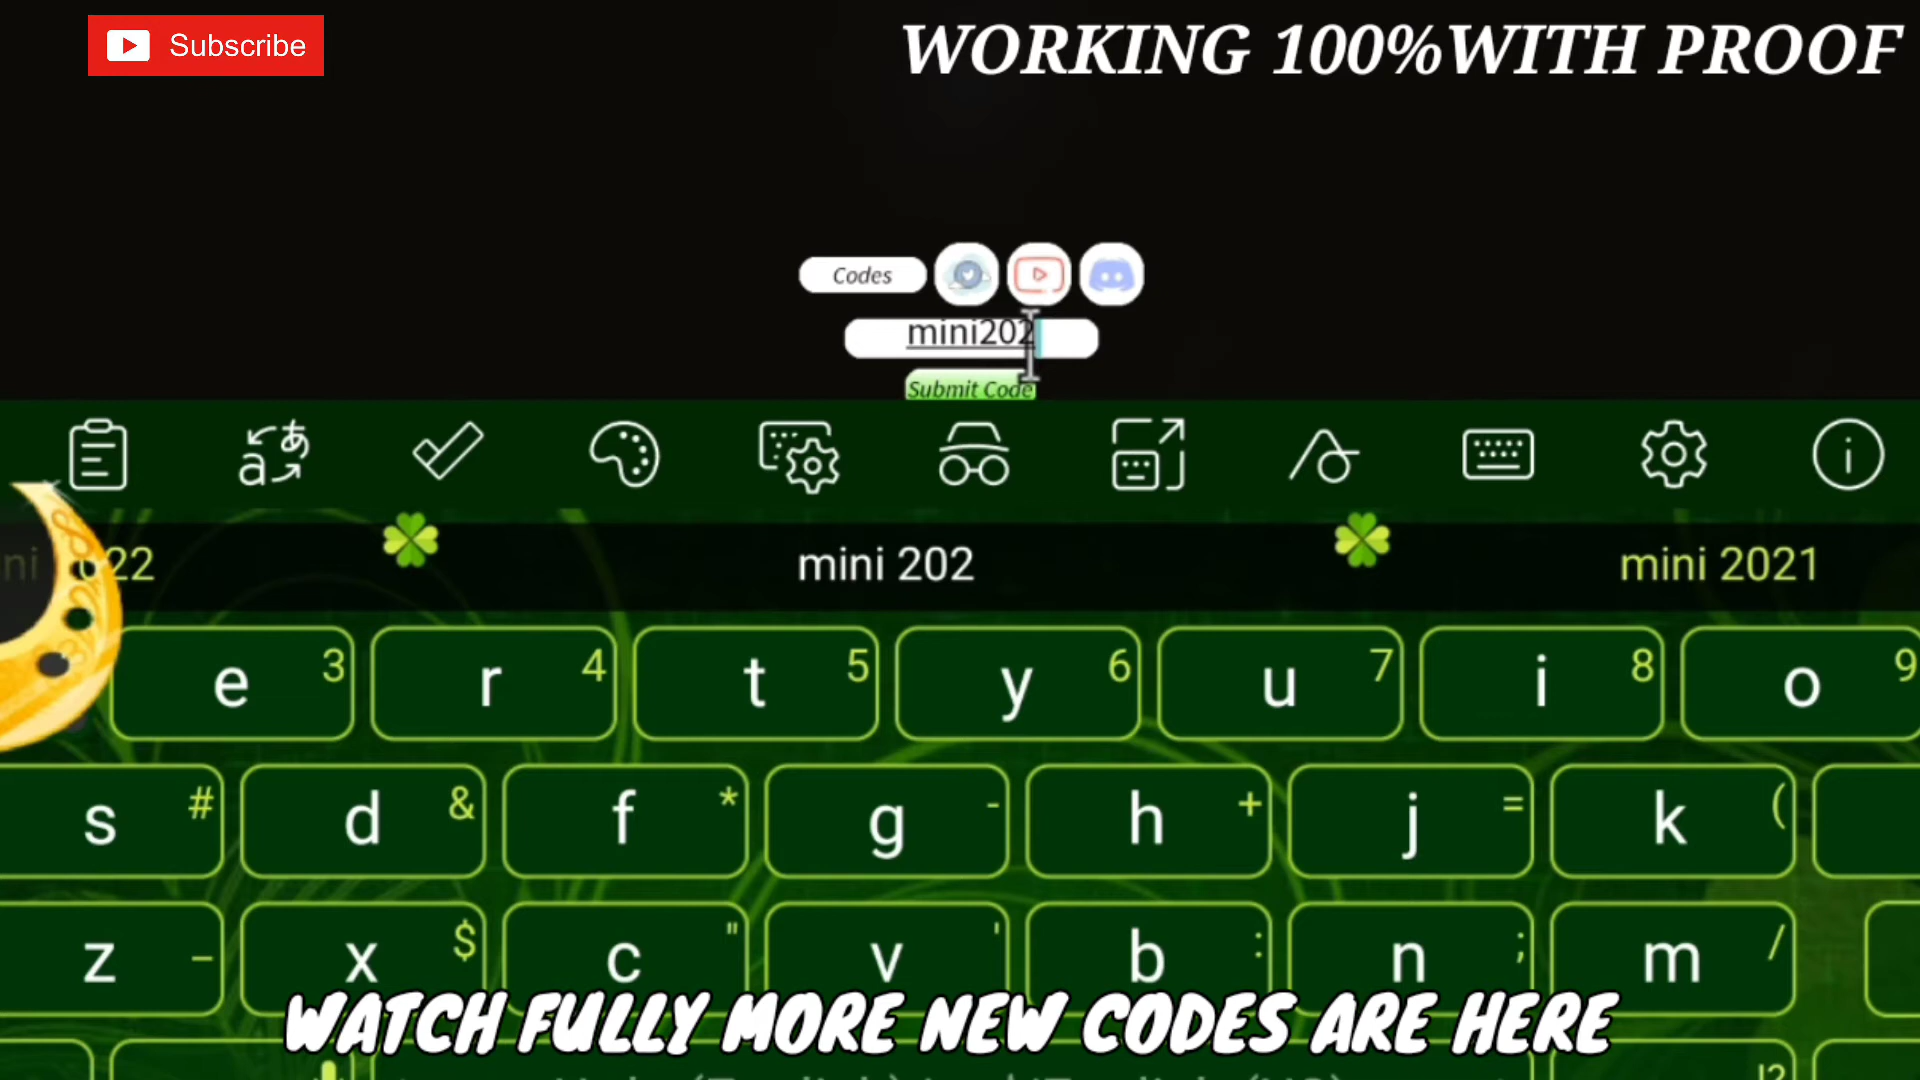 Subscribe
WORKING 100%WITH PROOF
Codes
mini202
Submit Code
mini 202
mini 2021
e 3 r 4 t 5 y 6 u 7 i 8 o 9
s # d & f * g - h + j = k (
z _ x $ c " v ' b : n ; m /
WATCH FULLY MORE NEW CODES ARE HERE